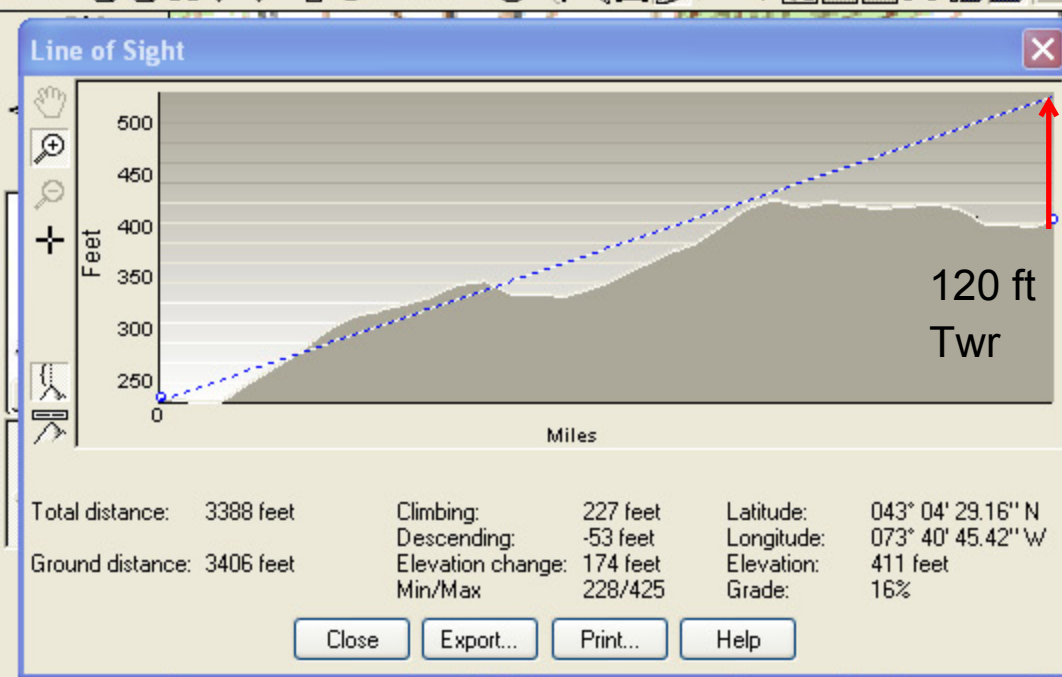 Line of Sight
500
450
400
350
300
250
Feet
0
Miles
120 ft
Twr
Total distance: 3388 feet
Ground distance: 3406 feet
Climbing: 227 feet
Descending: -53 feet
Elevation change: 174 feet
Min/Max 228/425
Latitude: 043° 04' 29.16" N
Longitude: 073° 40' 45.42" W
Elevation: 411 feet
Grade: 16%
Close
Export...
Print...
Help